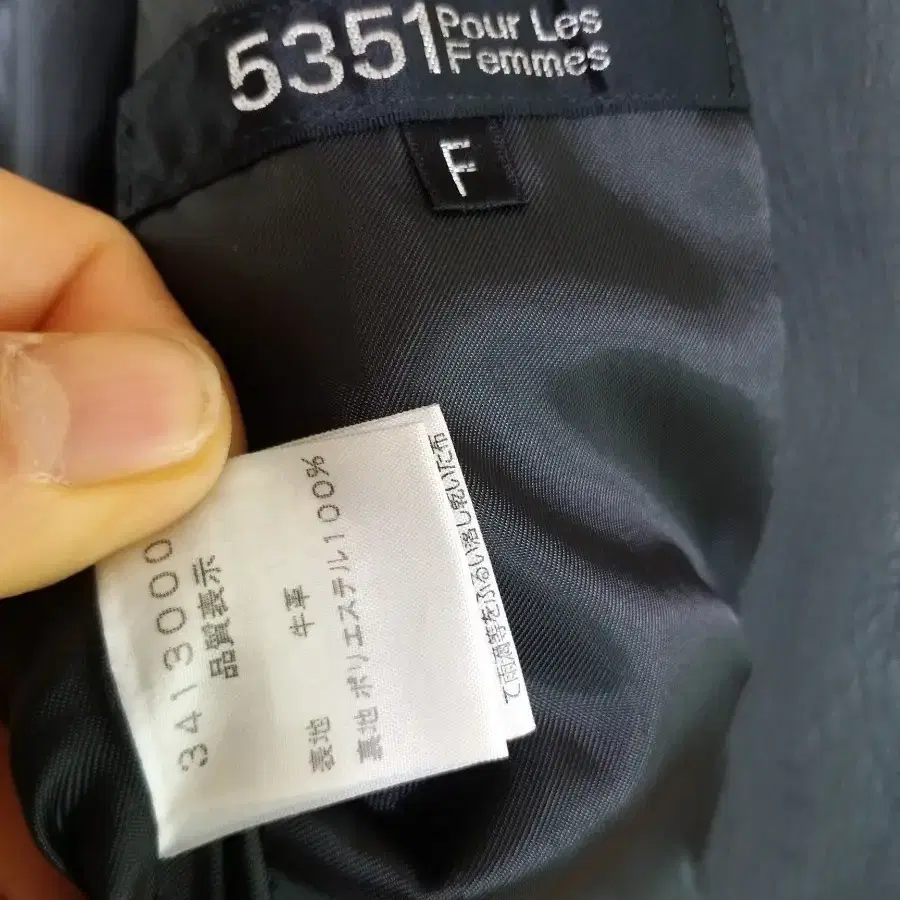 5351 Pour Les
Femmes
F
3413000
品質表示
表地 牛革
裏地 ポリエステル100%
て雨滴等をふるい落し乾いた布